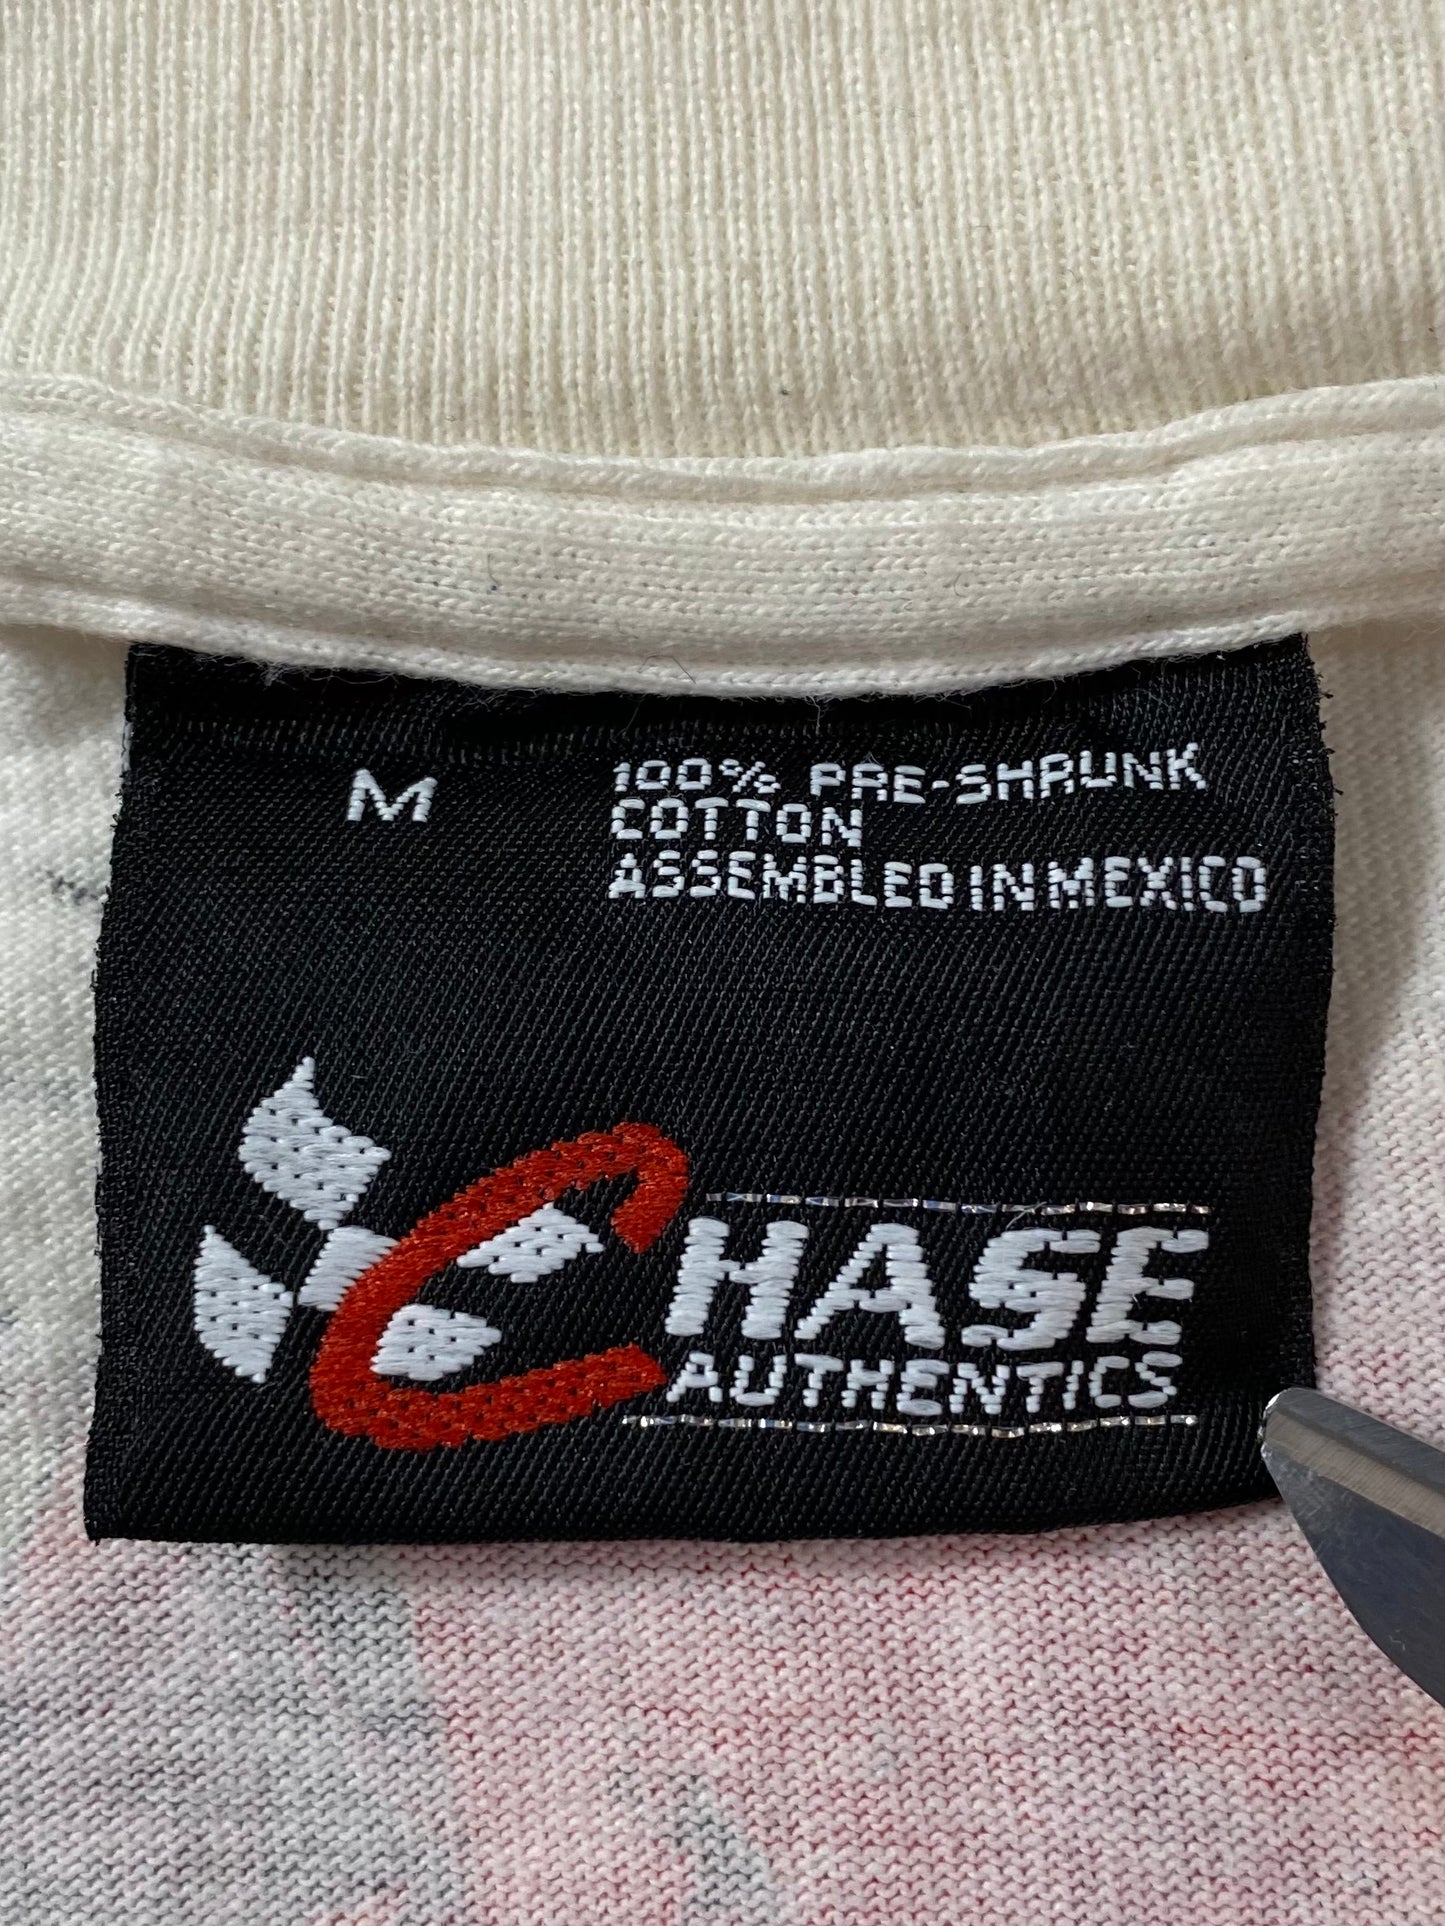 M
100% PRE-SHRUNK
COTTON
ASSEMBLED IN MEXICO
CHASE
AUTHENTICS